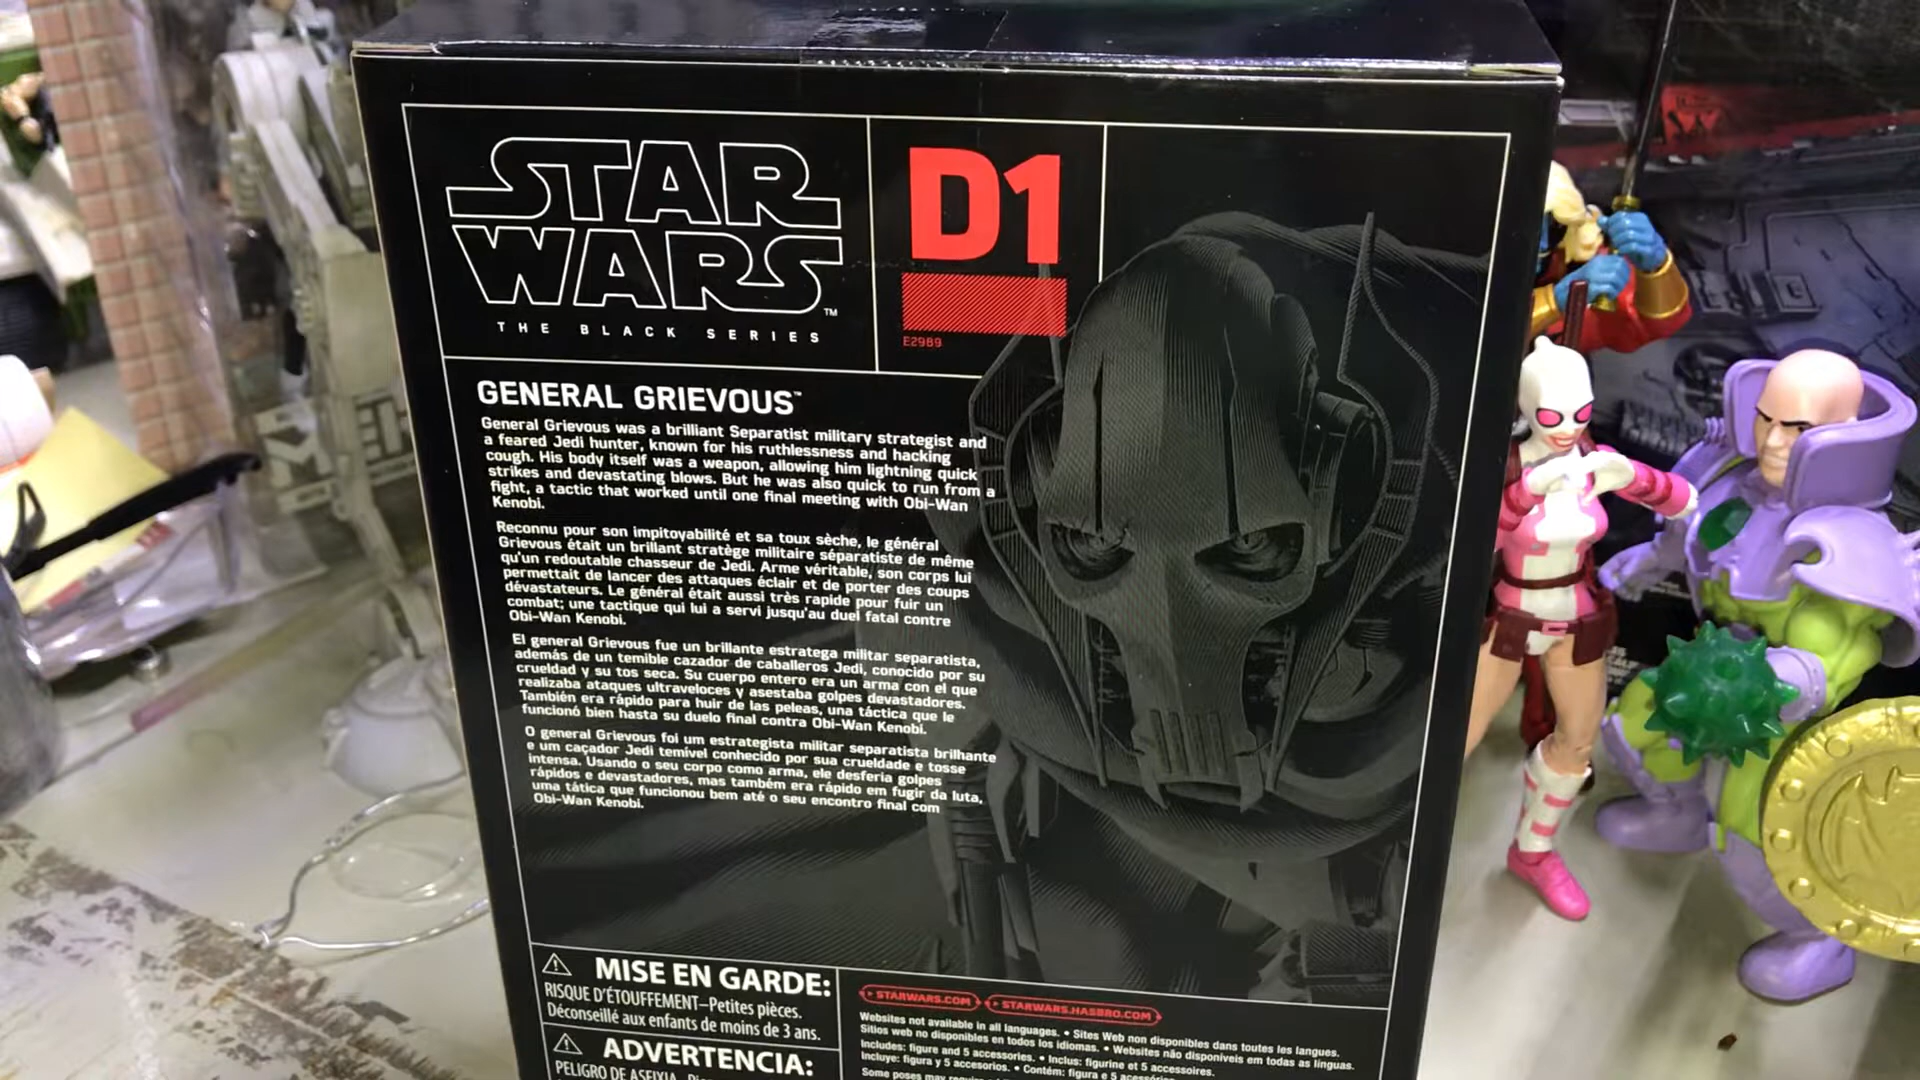 STAR
WARS™
THE BLACK SERIES
D1
E2989
GENERAL GRIEVOUS™
General Grievous was a brilliant Separatist military strategist and
a feared Jedi hunter, known for his ruthlessness and hacking
cough. His body itself was a weapon, allowing him lightning quick
strikes and devastating blows. But he was also quick to run from a
fight, a tactic that worked until one final meeting with Obi-Wan
Kenobi.
Reconnu pour son impitoyabilité et sa toux sèche, le général
Grievous était un brillant stratège militaire séparatiste de même
qu'un redoutable chasseur de Jedi. Arme véritable, son corps lui
permettait de lancer des attaques éclair et de porter des coups
dévastateurs. Le général était aussi très rapide pour fuir un
combat; une tactique qui lui a servi jusqu'au duel fatal contre
Obi-Wan Kenobi.
El general Grievous fue un brillante estratega militar separatista,
además de un temible cazador de caballeros Jedi, conocido por su
crueldad y su tos seca. Su cuerpo entero era un arma con el que
realizaba ataques ultraveloces y asestaba golpes devastadores.
También era rápido para huir de las peleas, una táctica que le
funcionó bien hasta su duelo final contra Obi-Wan Kenobi.
O general Grievous foi um estrategista militar separatista brilhante
e um caçador Jedi temível conhecido por sua crueldade e tosse
intensa. Usando o seu corpo como arma, ele desferia golpes
rápidos e devastadores, mas também era rápido em fugir da luta,
uma tática que funcionou bem até o seu encontro final com
Obi-Wan Kenobi.
MISE EN GARDE:
RISQUE D'ÉTOUFFEMENT–Petites pièces.
Déconseillé aux enfants de moins de 3 ans.
ADVERTENCIA:
PELIGRO DE ASFIXIA
STARWARS.COM STARWARS.HASBRO.COM
Websites not available in all languages. • Sites Web non disponibles dans toutes les langues.
Sitios web no disponibles en todos los idiomas. • Websites não disponíveis em todas as línguas.
Includes: figure and 5 accessories. • Inclus: figurine et 5 accessoires.
Incluye: figura y 5 accesorios. • Contém: figura e 5 acessórios.
Some poses may